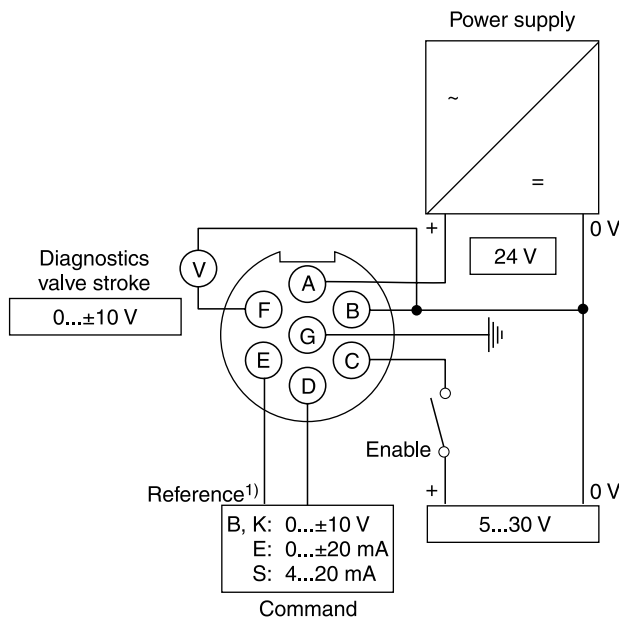 Power supply
~
=
+
0 V
24 V
Diagnostics
valve stroke
0...±10 V
V
A
F
B
G
E
C
D
Enable
Reference1)
+
0 V
5...30 V
B, K: 0...±10 V
E: 0...±20 mA
S: 4...20 mA
Command